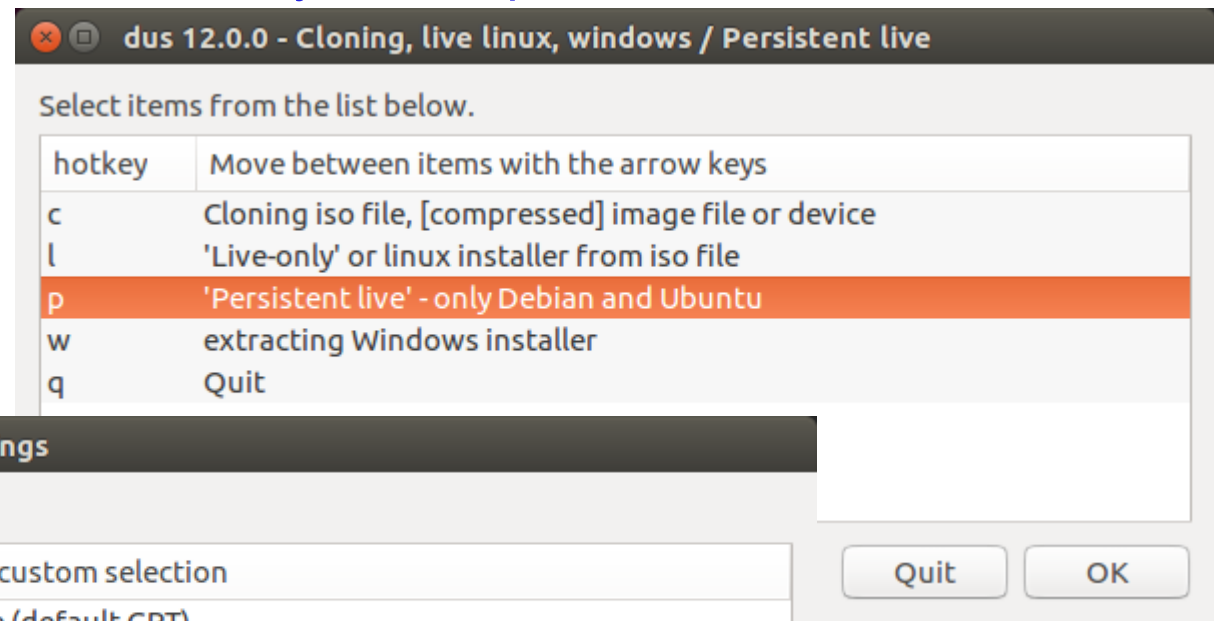 dus 12.0.0 - Cloning, live linux, windows / Persistent live
Select items from the list below.
hotkey Move between items with the arrow keys
c Cloning iso file, [compressed] image file or device
l 'Live-only' or linux installer from iso file
p 'Persistent live' - only Debian and Ubuntu
w extracting Windows installer
q Quit
ngs
custom selection
Quit OK
(default GPT)